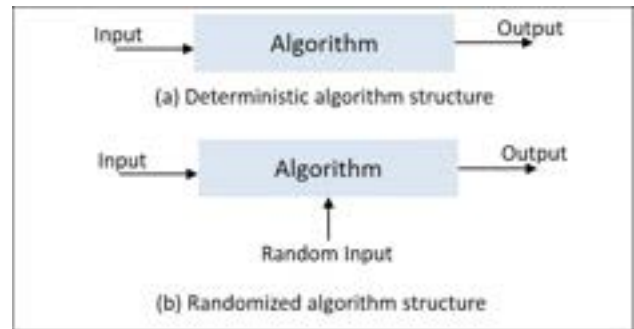 Input Algorithm Output
(a) Deterministic algorithm structure
Input Algorithm Output
Random Input
(b) Randomized algorithm structure